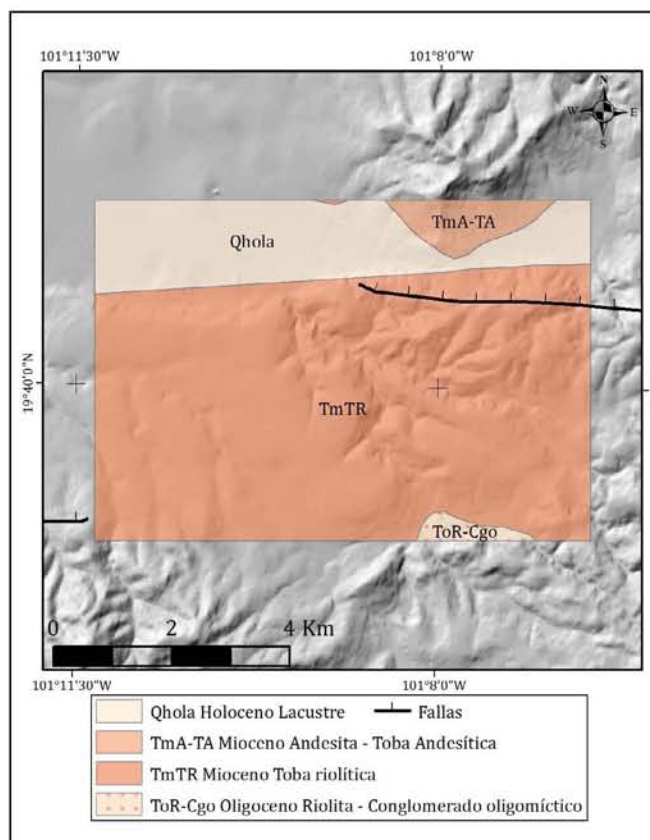 101°11'30"W 101°8'0"W
N
W E
S
TmA-TA
Qhola
19°40'0"N
TmTR
ToR-Cgo
0 2 4 Km
101°11'30"W 101°8'0"W
Qhola Holoceno Lacustre Fallas
TmA-TA Mioceno Andesita - Toba Andesítica
TmTR Mioceno Toba riolítica
ToR-Cgo Oligoceno Riolita - Conglomerado oligomíctico